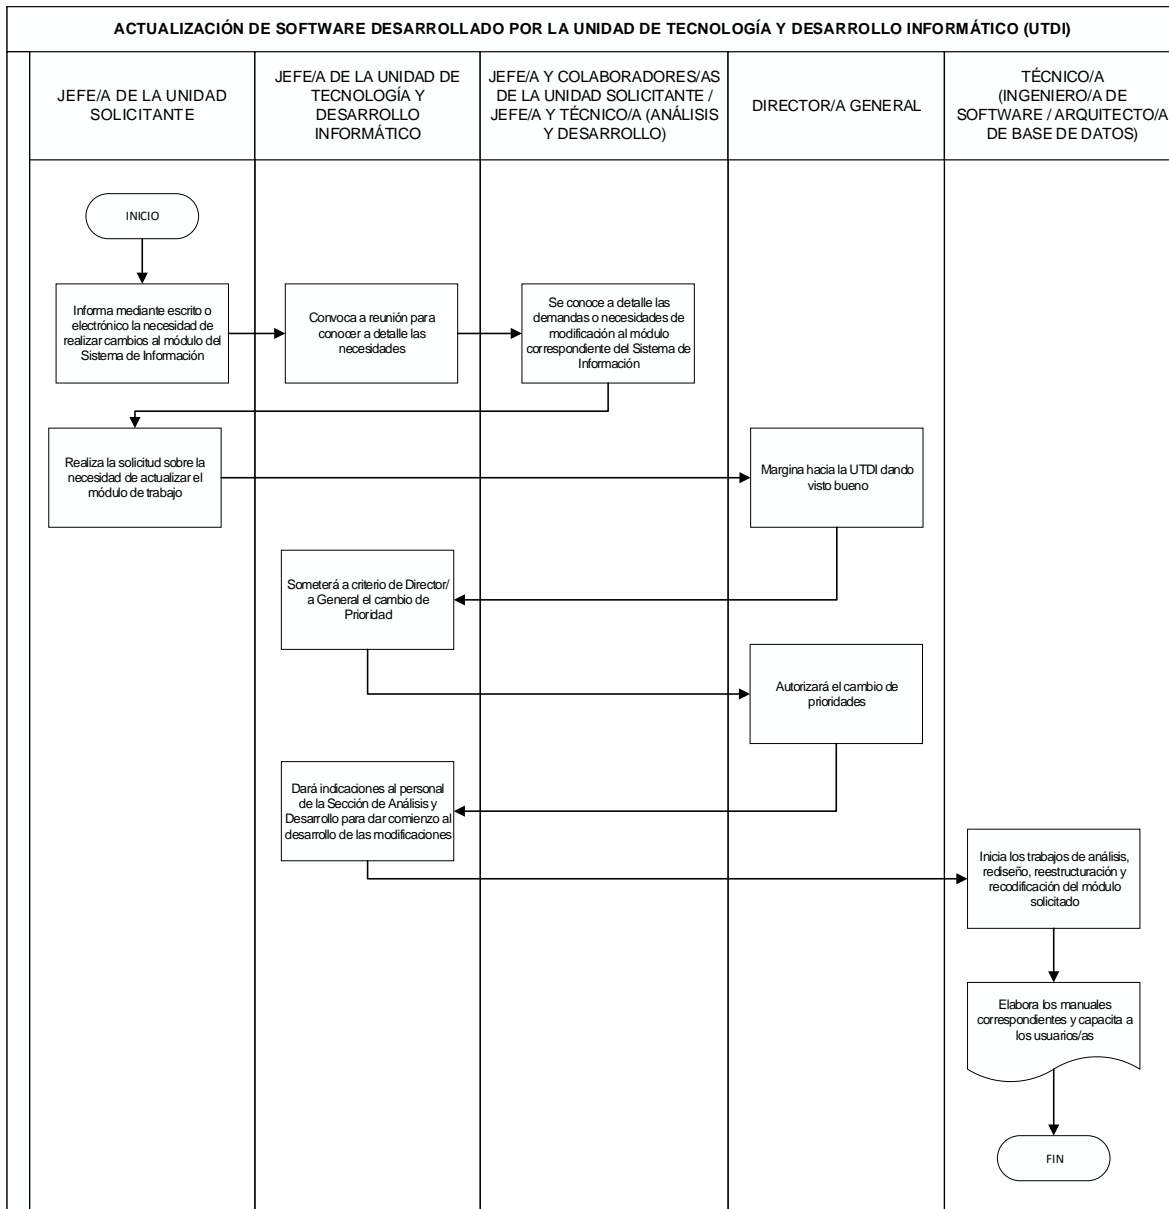 ACTUALIZACIÓN DE SOFTWARE DESARROLLADO POR LA UNIDAD DE TECNOLOGÍA Y DESARROLLO INFORMÁTICO (UTDI)
JEFE/A DE LA UNIDAD
SOLICITANTE
JEFE/A DE LA UNIDAD DE
TECNOLOGÍA Y
DESARROLLO
INFORMÁTICO
JEFE/A Y COLABORADORES/AS
DE LA UNIDAD SOLICITANTE /
JEFE/A Y TÉCNICO/A (ANÁLISIS
Y DESARROLLO)
DIRECTOR/A GENERAL
TÉCNICO/A
(INGENIERO/A DE
SOFTWARE / ARQUITECTO/A
DE BASE DE DATOS)
INICIO
Informa mediante escrito o
electrónico la necesidad de
realizar cambios al módulo del
Sistema de Información
Convoca a reunión para
conocer a detalle las
necesidades
Se conoce a detalle las
demandas o necesidades de
modificación al módulo
correspondiente del Sistema de
Información
Realiza la solicitud sobre la
necesidad de actualizar el
módulo de trabajo
Margina hacia la UTDI dando
visto bueno
Someterá a criterio de Director/
a General el cambio de
Prioridad
Autorizará el cambio de
prioridades
Dará indicaciones al personal
de la Sección de Análisis y
Desarrollo para dar comienzo al
desarrollo de las modificaciones
Inicia los trabajos de análisis,
rediseño, reestructuración y
recodificación del módulo
solicitado
Elabora los manuales
correspondientes y capacita a
los usuarios/as
FIN